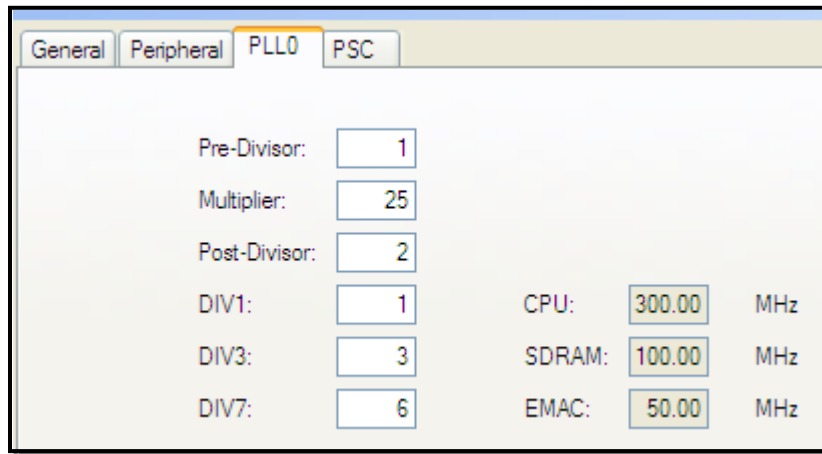 General Peripheral PLL0 PSC
Pre-Divisor: 1
Multiplier: 25
Post-Divisor: 2
DIV1: 1 CPU: 300.00 MHz
DIV3: 3 SDRAM: 100.00 MHz
DIV7: 6 EMAC: 50.00 MHz